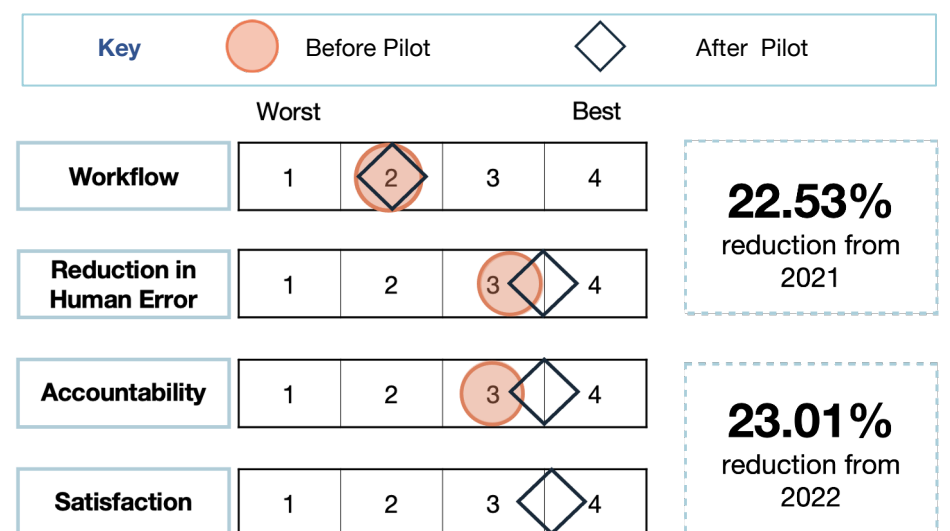 Key Before Pilot After Pilot
Worst Best
Workflow 1 2 3 4
22.53%
reduction from
2021
Reduction in
Human Error
1 2 3 4
Accountability 1 2 3 4
23.01%
reduction from
2022
Satisfaction 1 2 3 4